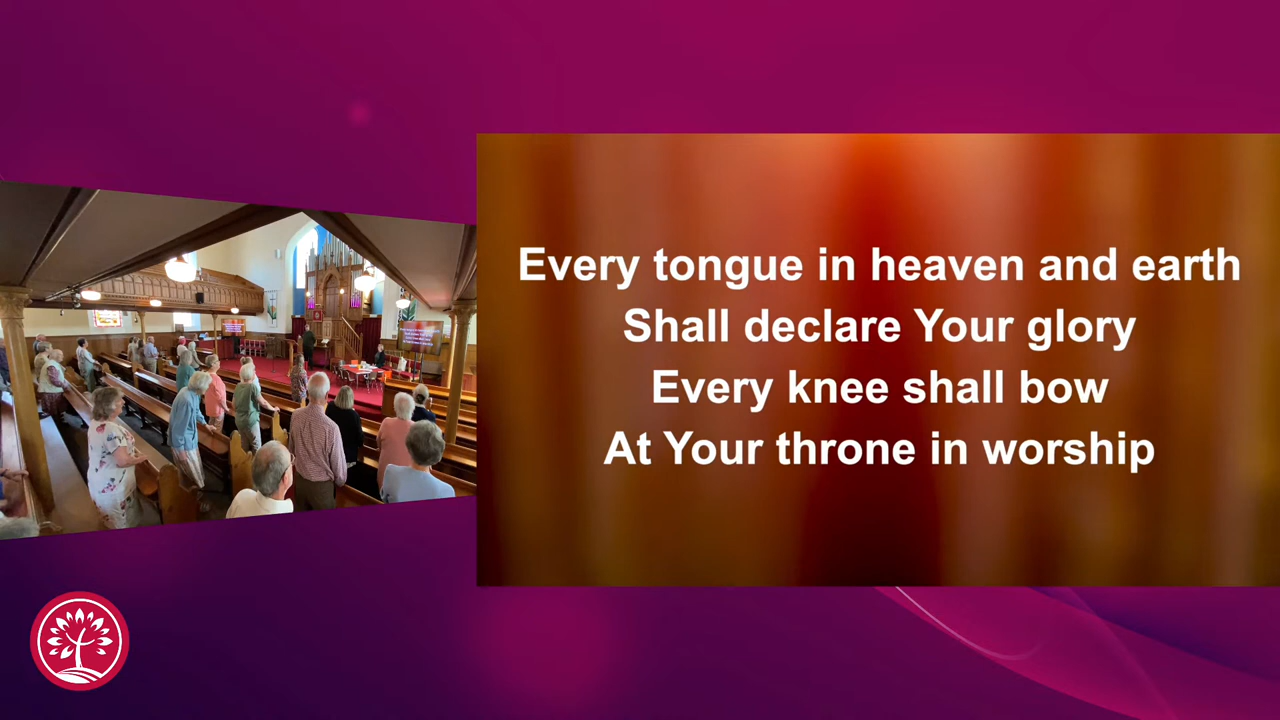 Every tongue in heaven and earth
Shall declare Your glory
Every knee shall bow
At Your throne in worship